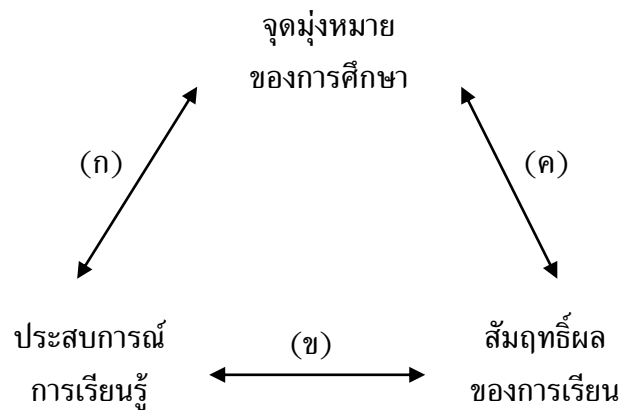 จุดมุ่งหมาย
ของการศึกษา
(ก)
(ค)
ประสบการณ์
การเรียนรู้
(ข)
สัมฤทธิ์ผล
ของการเรียน